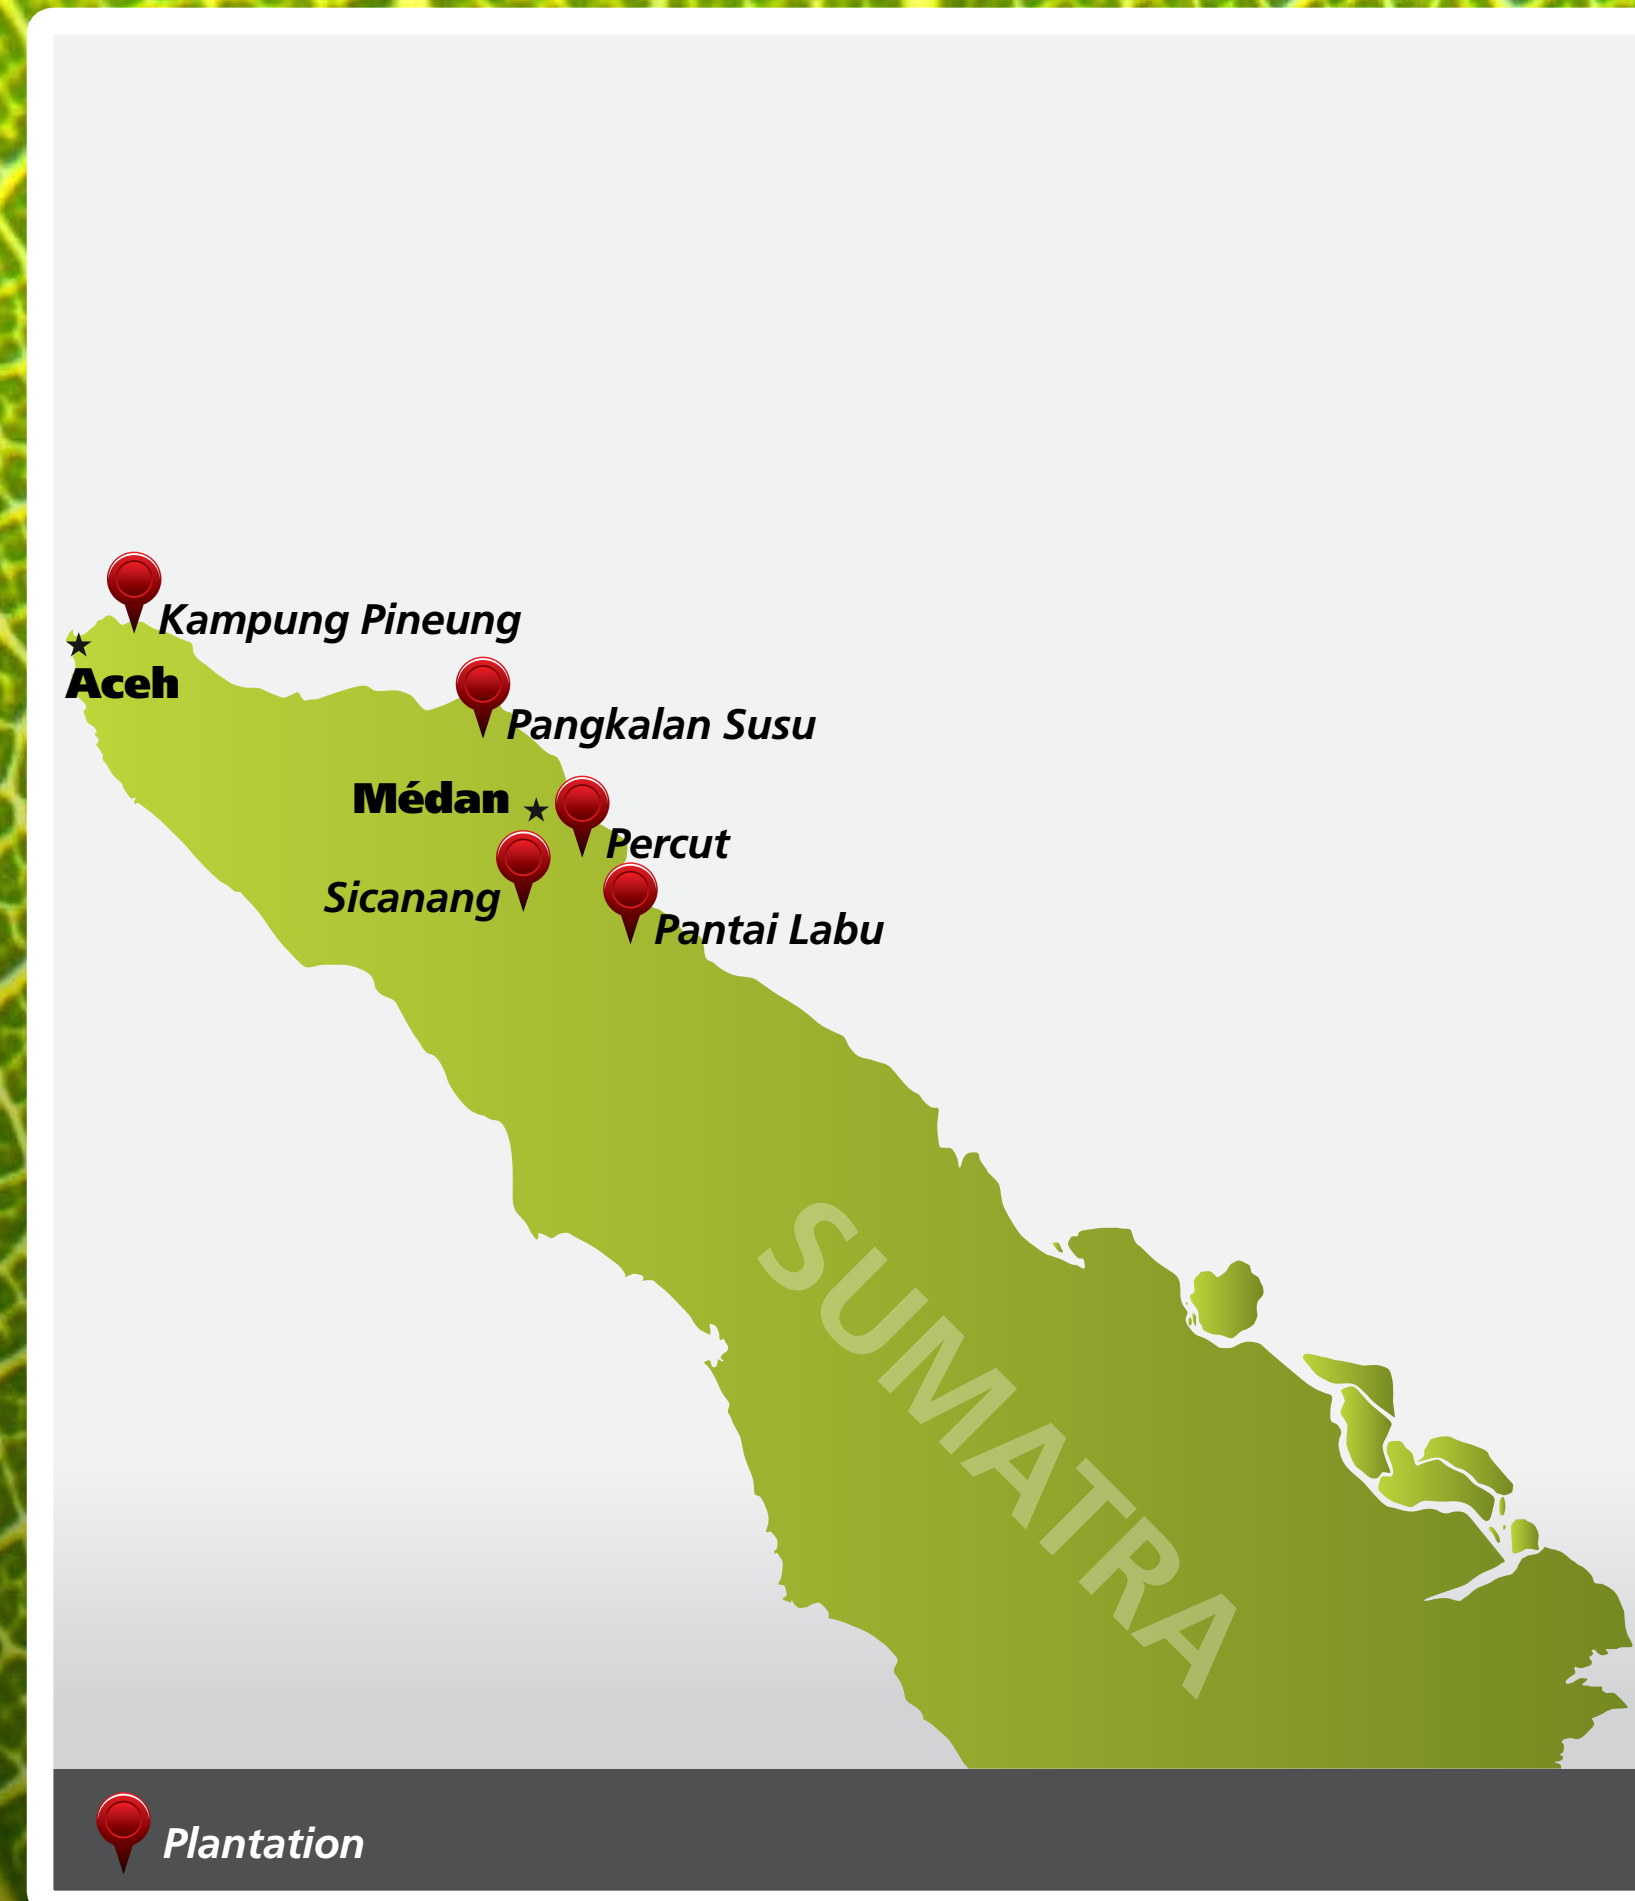 Kampung Pineung
Aceh
Pangkalan Susu
Médan
Percut
Sicanang
Pantai Labu
SUMATRA
Plantation